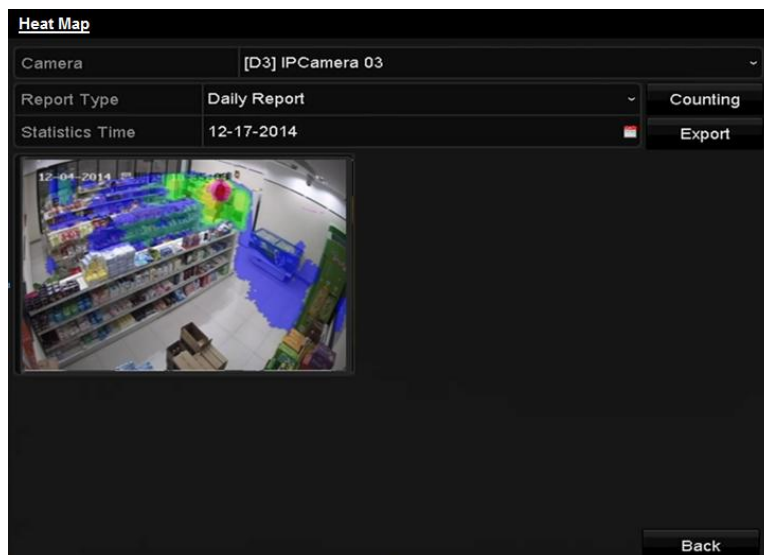 Heat Map
Camera [D3] IPCamera 03
Report Type Daily Report Counting
Statistics Time 12-17-2014 Export
12-04-2014
Back